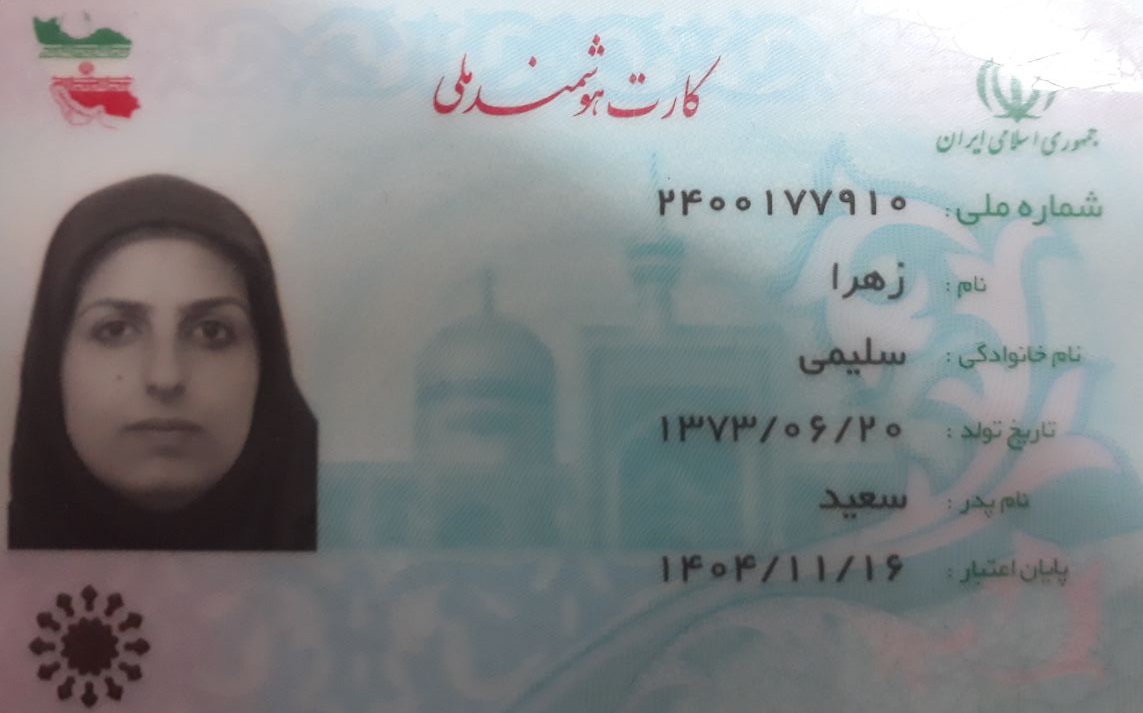 کارت هوشمند ملی
جمهوری اسلامی ایران
شماره ملی: ۲۴۰۰۱۷۷۹۱۰
نام: زهرا
نام خانوادگی: سلیمی
تاریخ تولد: ۱۳۷۳/۰۶/۲۰
نام پدر: سعید
پایان اعتبار: ۱۴۰۴/۱۱/۱۶